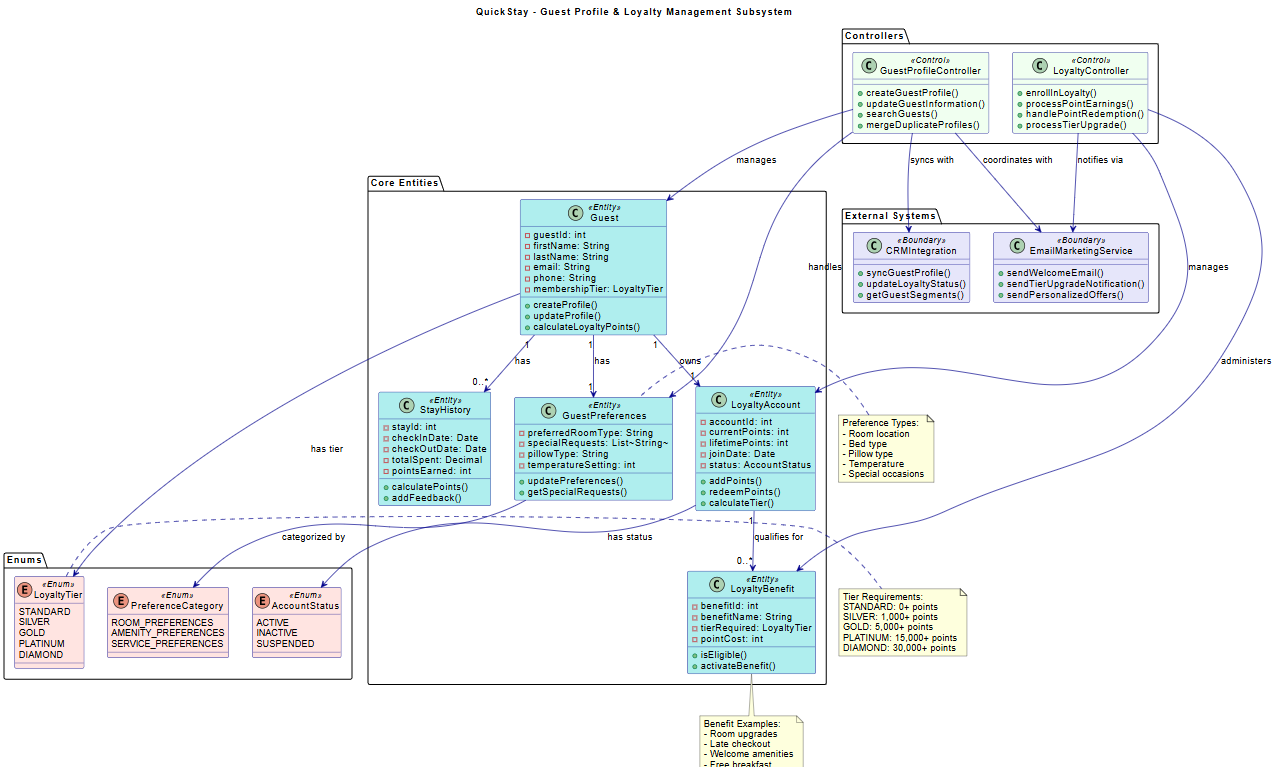 QuickStay - Guest Profile & Loyalty Management Subsystem
Controllers
«Control»
GuestProfileController
createGuestProfile()
updateGuestInformation()
searchGuests()
mergeDuplicateProfiles()
«Control»
LoyaltyController
enrollInLoyalty()
processPointEarnings()
handlePointRedemption()
processTierUpgrade()
manages
syncs with
coordinates with
notifies via
handles
manages
administers
External Systems
«Boundary»
CRMIntegration
syncGuestProfile()
updateLoyaltyStatus()
getGuestSegments()
«Boundary»
EmailMarketingService
sendWelcomeEmail()
sendTierUpgradeNotification()
sendPersonalizedOffers()
Core Entities
«Entity»
Guest
guestId: int
firstName: String
lastName: String
email: String
phone: String
membershipTier: LoyaltyTier
createProfile()
updateProfile()
calculateLoyaltyPoints()
1
has
0..*
1
has
1
1
owns
1
«Entity»
StayHistory
stayId: int
checkInDate: Date
checkOutDate: Date
totalSpent: Decimal
pointsEarned: int
calculatePoints()
addFeedback()
«Entity»
GuestPreferences
preferredRoomType: String
specialRequests: List~String~
pillowType: String
temperatureSetting: int
updatePreferences()
getSpecialRequests()
«Entity»
LoyaltyAccount
accountId: int
currentPoints: int
lifetimePoints: int
joinDate: Date
status: AccountStatus
addPoints()
redeemPoints()
calculateTier()
Preference Types:
- Room location
- Bed type
- Pillow type
- Temperature
- Special occasions
has tier
categorized by
has status
1
qualifies for
0..*
Enums
«Enum»
LoyaltyTier
STANDARD
SILVER
GOLD
PLATINUM
DIAMOND
«Enum»
PreferenceCategory
ROOM_PREFERENCES
AMENITY_PREFERENCES
SERVICE_PREFERENCES
«Enum»
AccountStatus
ACTIVE
INACTIVE
SUSPENDED
«Entity»
LoyaltyBenefit
benefitId: int
benefitName: String
tierRequired: LoyaltyTier
pointCost: int
isEligible()
activateBenefit()
Tier Requirements:
STANDARD: 0+ points
SILVER: 1,000+ points
GOLD: 5,000+ points
PLATINUM: 15,000+ points
DIAMOND: 30,000+ points
Benefit Examples:
- Room upgrades
- Late checkout
- Welcome amenities
- Free breakfast